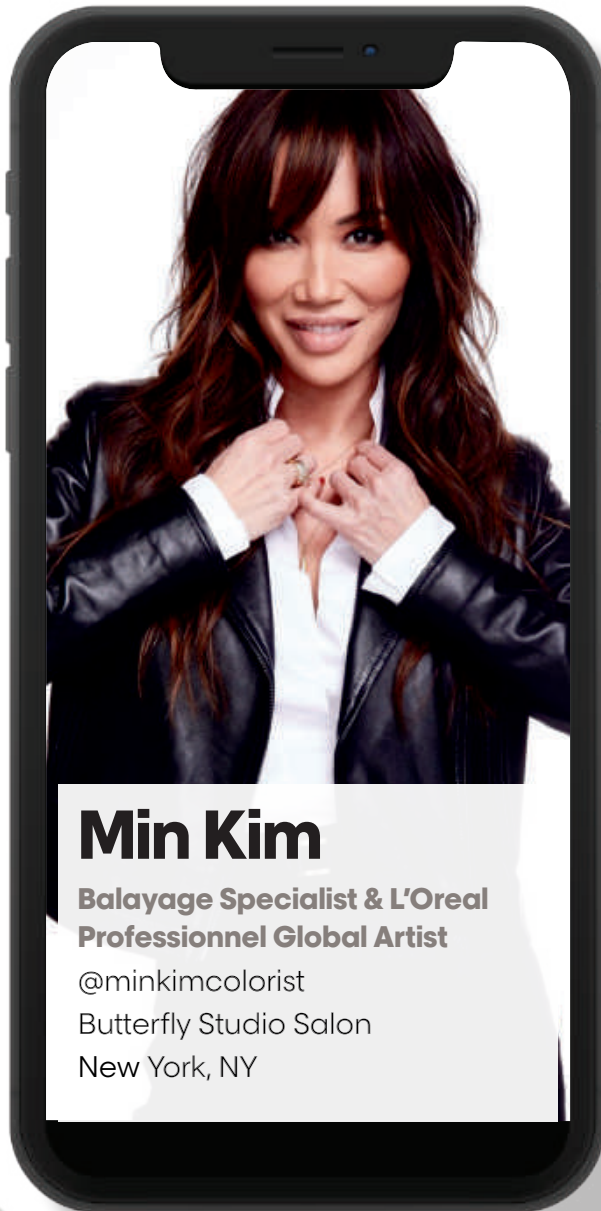 Min Kim
Balayage Specialist & L’Oreal
Professionnel Global Artist
@minkimcolorist
Butterfly Studio Salon
New York, NY